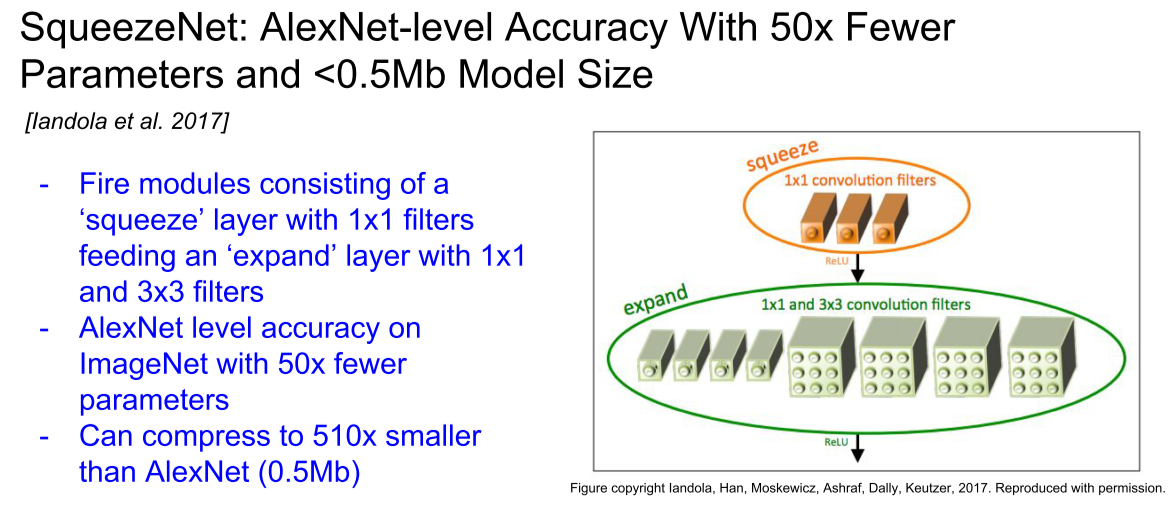 SqueezeNet: AlexNet-level Accuracy With 50x Fewer
Parameters and <0.5Mb Model Size
[Iandola et al. 2017]
- Fire modules consisting of a
‘squeeze’ layer with 1x1 filters
feeding an ‘expand’ layer with 1x1
and 3x3 filters
- AlexNet level accuracy on
ImageNet with 50x fewer
parameters
- Can compress to 510x smaller
than AlexNet (0.5Mb)
squeeze
1x1 convolution filters
ReLU
expand
1x1 and 3x3 convolution filters
ReLU
Figure copyright Iandola, Han, Moskewicz, Ashraf, Dally, Keutzer, 2017. Reproduced with permission.